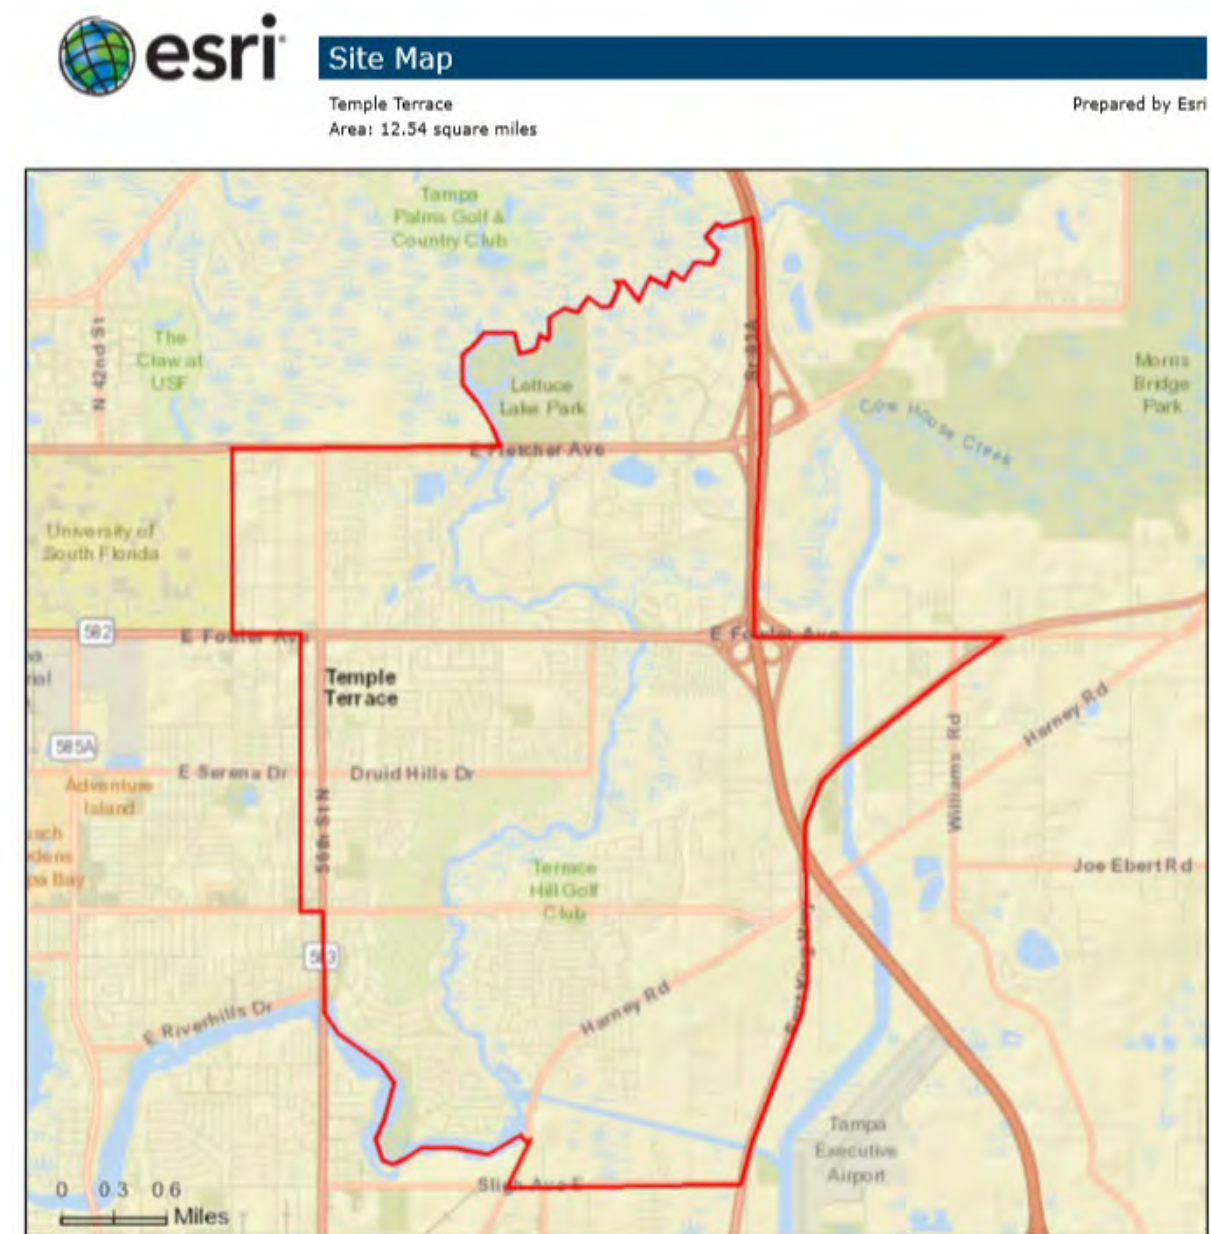 esri
Site Map
Temple Terrace
Prepared by Esri
Area: 12.54 square miles
Tampa
Palms Golf &
Country Club
N 42nd St
The
Claw at
USF
Sr 93A
Lettuce
Lake Park
Morris
Bridge
Park
Cow House Creek
E Fletcher Ave
University of
South Florida
582
E Fowler Ave
E Fowler Ave
Temple
Terrace
585A
E Serena Dr
Druid Hills Dr
Harney Rd
Williams Rd
Adventure
Island
56th St N
Joe Ebert Rd
Terrace
Hill Golf
Club
583
E Riverhills Dr
Harney Rd
Tampa
Executive
Airport
Sligh Ave E
0 0.3 0.6
Miles